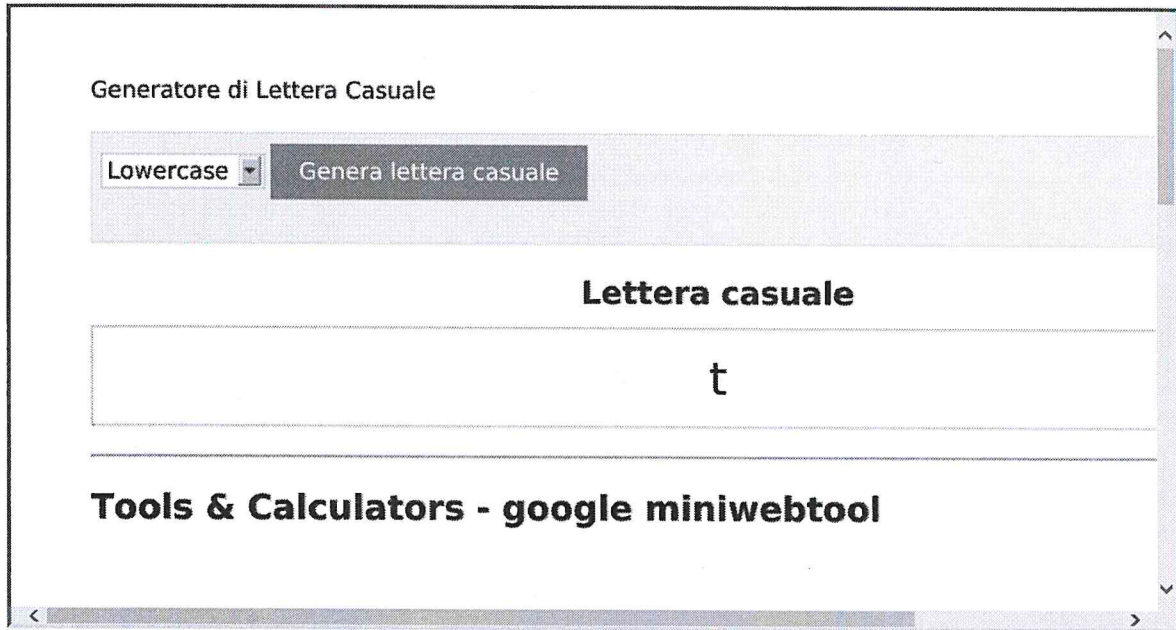 Generatore di Lettera Casuale
Lowercase
Genera lettera casuale
Lettera casuale
t
Tools & Calculators - google miniwebtool